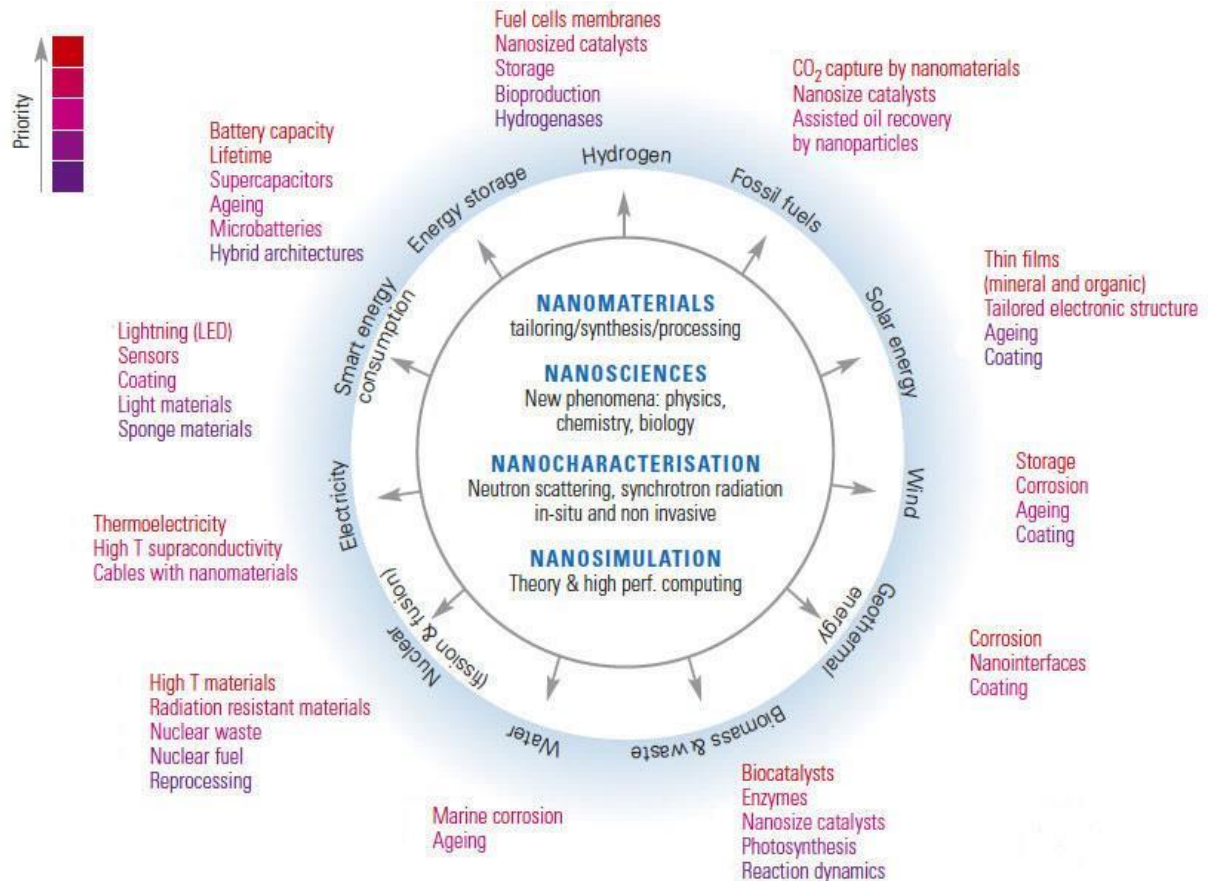 Priority
Fuel cells membranes
Nanosized catalysts
Storage
Bioproduction
Hydrogenases
Hydrogen
CO₂ capture by nanomaterials
Nanosize catalysts
Assisted oil recovery
by nanoparticles
Fossil fuels
Thin films
(mineral and organic)
Tailored electronic structure
Ageing
Coating
Solar energy
Storage
Corrosion
Ageing
Coating
Wind
Corrosion
Nanointerfaces
Coating
Geothermal
energy
Biocatalysts
Enzymes
Nanosize catalysts
Photosynthesis
Reaction dynamics
Biomass & waste
Marine corrosion
Ageing
Water
High T materials
Radiation resistant materials
Nuclear waste
Nuclear fuel
Reprocessing
Nuclear
(fission & fusion)
Thermoelectricity
High T supraconductivity
Cables with nanomaterials
Electricity
Lightning (LED)
Sensors
Coating
Light materials
Sponge materials
Smart energy
consumption
Battery capacity
Lifetime
Supercapacitors
Ageing
Microbatteries
Hybrid architectures
Energy storage
NANOMATERIALS
tailoring/synthesis/processing
NANOSCIENCES
New phenomena: physics,
chemistry, biology
NANOCHARACTERISATION
Neutron scattering, synchrotron radiation
in-situ and non invasive
NANOSIMULATION
Theory & high perf. computing